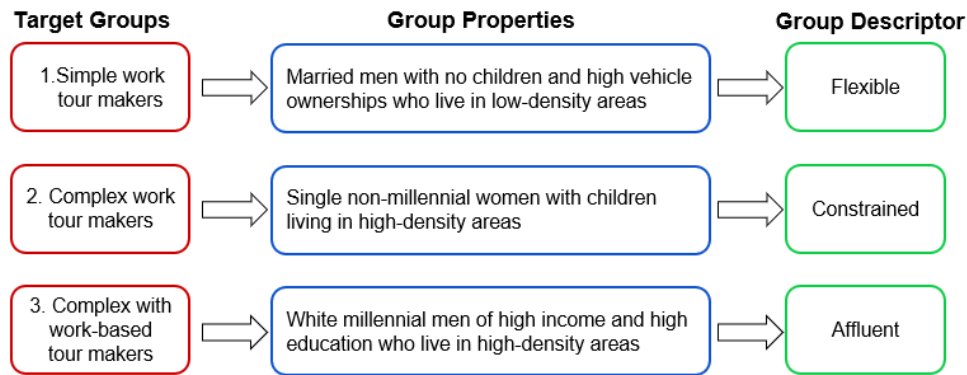 Target Groups
Group Properties
Group Descriptor
1.Simple work
tour makers
Married men with no children and high vehicle
ownerships who live in low-density areas
Flexible
2. Complex work
tour makers
Single non-millennial women with children
living in high-density areas
Constrained
3. Complex with
work-based
tour makers
White millennial men of high income and high
education who live in high-density areas
Affluent